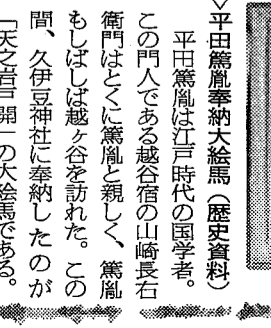 ▽平田篤胤奉納大絵馬（歴史資料）
平田篤胤は江戸時代の国学者。
この門人である越谷宿の山崎長右
衛門はとくに篤胤と親しく、篤胤
もしばしば越ヶ谷を訪れた。この
間、久伊豆神社に奉納したのが
「天之岩戸開」の大絵馬である。